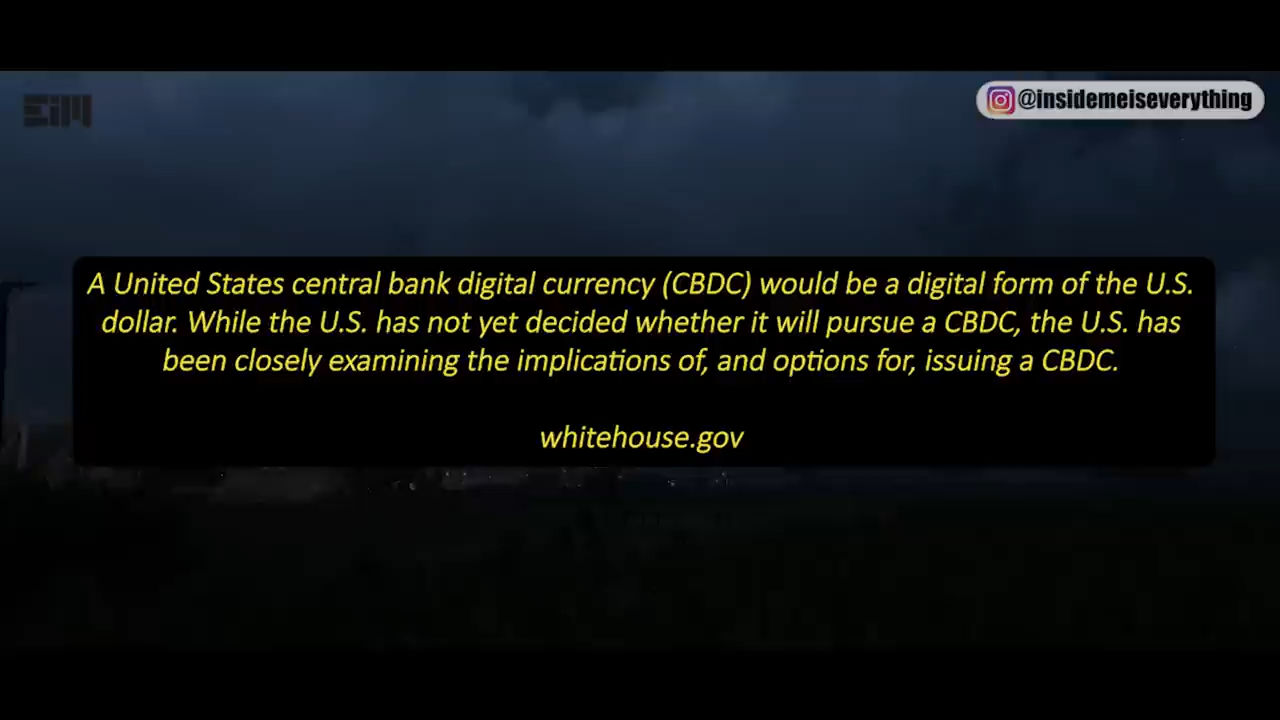 EIM
@insidemeiseverything
A United States central bank digital currency (CBDC) would be a digital form of the U.S.
dollar. While the U.S. has not yet decided whether it will pursue a CBDC, the U.S. has
been closely examining the implications of, and options for, issuing a CBDC.
whitehouse.gov